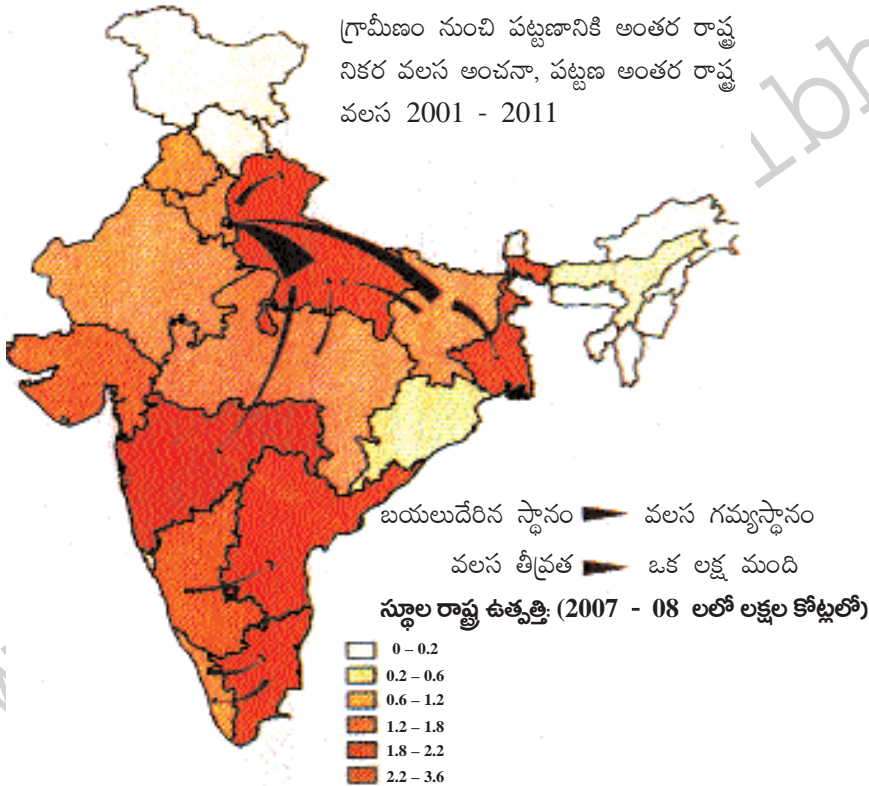 గ్రామీణం నుంచి పట్టణానికి అంతర రాష్ట్ర
నికర వలస అంచనా, పట్టణ అంతర రాష్ట్ర
వలస 2001 - 2011
బయలుదేరిన స్థానం వలస గమ్యస్థానం
వలస తీవ్రత ఒక లక్ష మంది
స్థూల రాష్ట్ర ఉత్పత్తి: (2007 - 08 లలో లక్షల కోట్లలో)
0 – 0.2
0.2 – 0.6
0.6 – 1.2
1.2 – 1.8
1.8 – 2.2
2.2 – 3.6